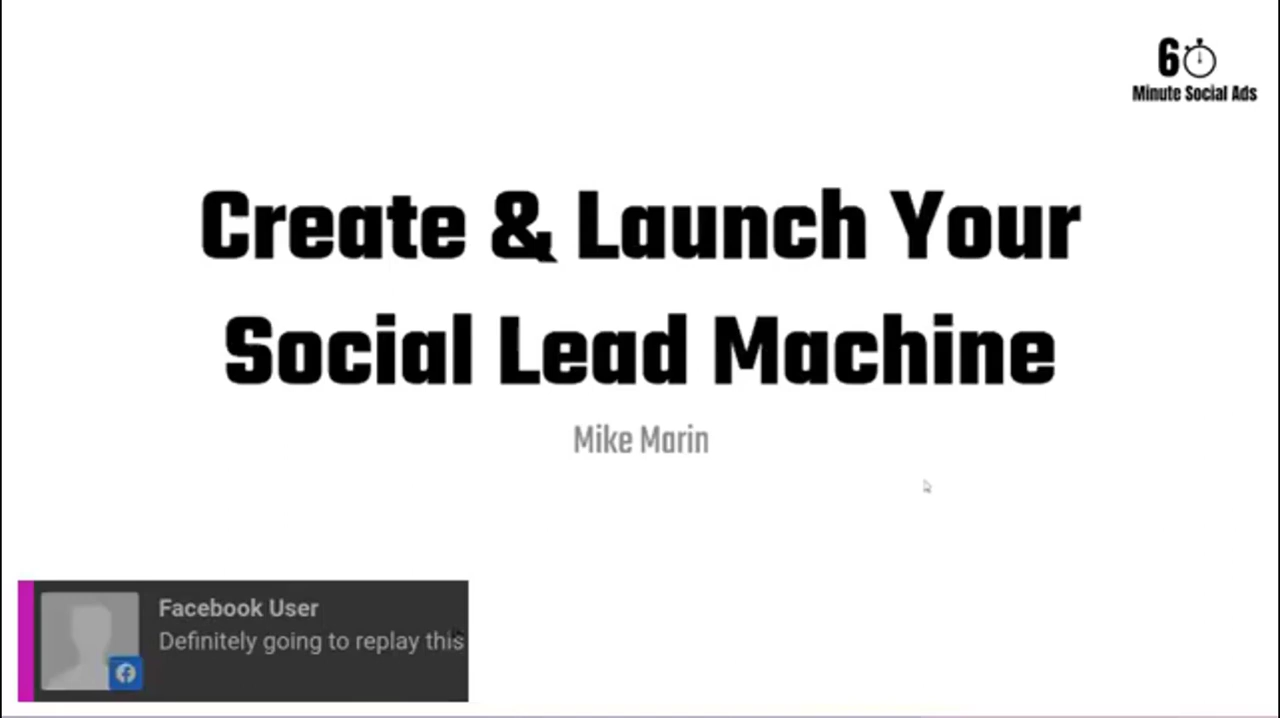 6
Minute Social Ads
Create & Launch Your
Social Lead Machine
Mike Marin
Facebook User
Definitely going to replay this